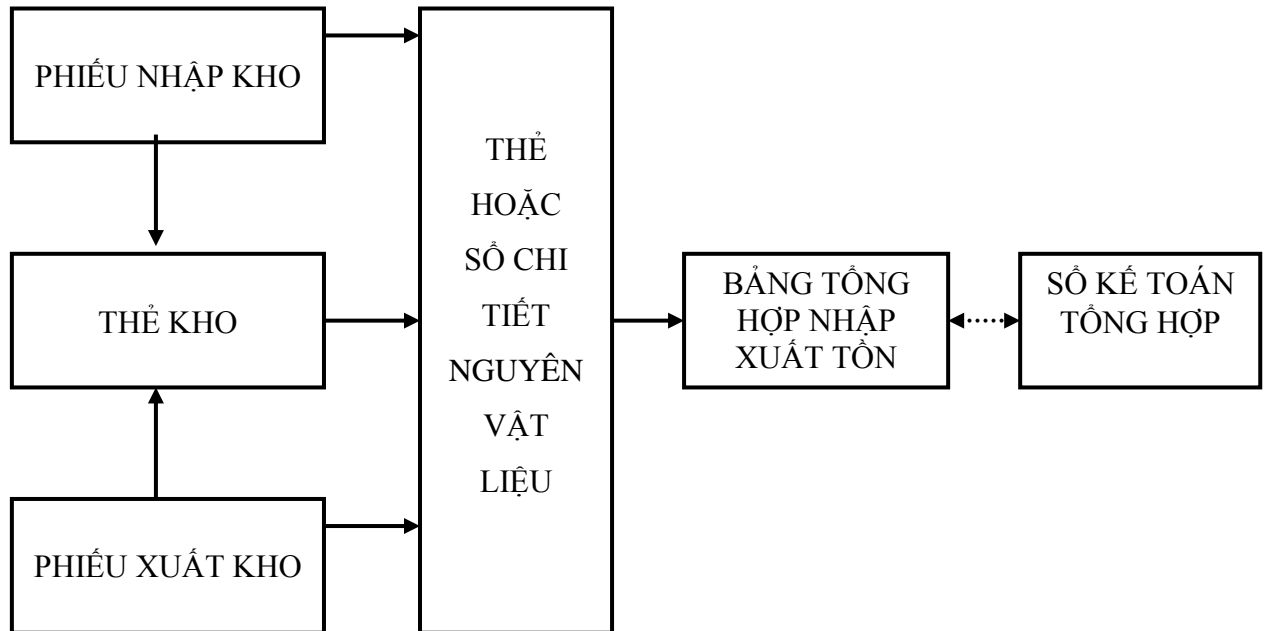 PHIẾU NHẬP KHO
THẺ KHO
PHIẾU XUẤT KHO
THẺ
HOẶC
SỔ CHI
TIẾT
NGUYÊN
VẬT
LIỆU
BẢNG TỔNG
HỢP NHẬP
XUẤT TỒN
SỔ KẾ TOÁN
TỔNG HỢP